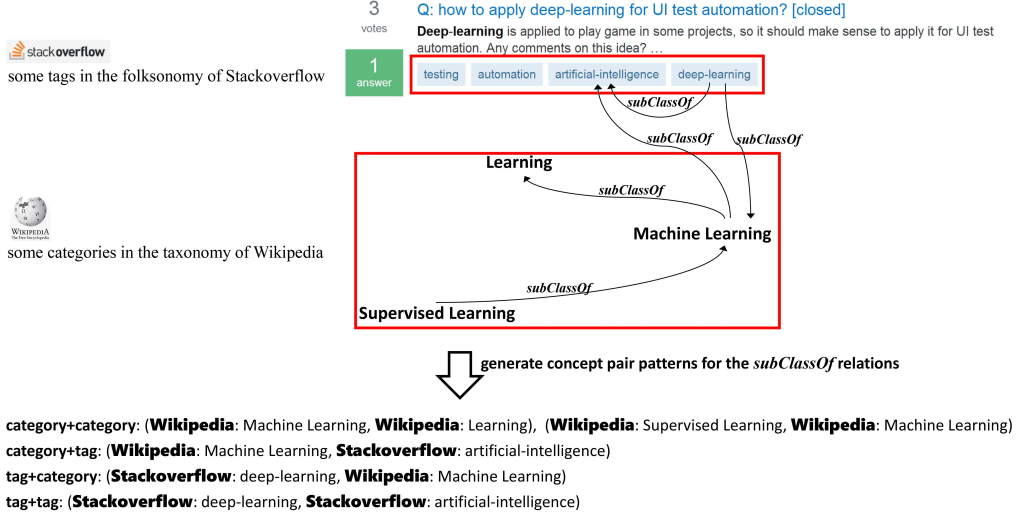 3
votes
Q: how to apply deep-learning for UI test automation? [closed]
Deep-learning is applied to play game in some projects, so it should make sense to apply it for UI test
automation. Any comments on this idea? ...
stackoverflow
some tags in the folksonomy of Stackoverflow
1
answer
testing automation artificial-intelligence deep-learning
subClassOf
subClassOf subClassOf
Learning
subClassOf
WIKIPEDIA
The Free Encyclopedia
Machine Learning
some categories in the taxonomy of Wikipedia
subClassOf
Supervised Learning
generate concept pair patterns for the subClassOf relations
category+category: (Wikipedia: Machine Learning, Wikipedia: Learning), (Wikipedia: Supervised Learning, Wikipedia: Machine Learning)
category+tag: (Wikipedia: Machine Learning, Stackoverflow: artificial-intelligence)
tag+category: (Stackoverflow: deep-learning, Wikipedia: Machine Learning)
tag+tag: (Stackoverflow: deep-learning, Stackoverflow: artificial-intelligence)